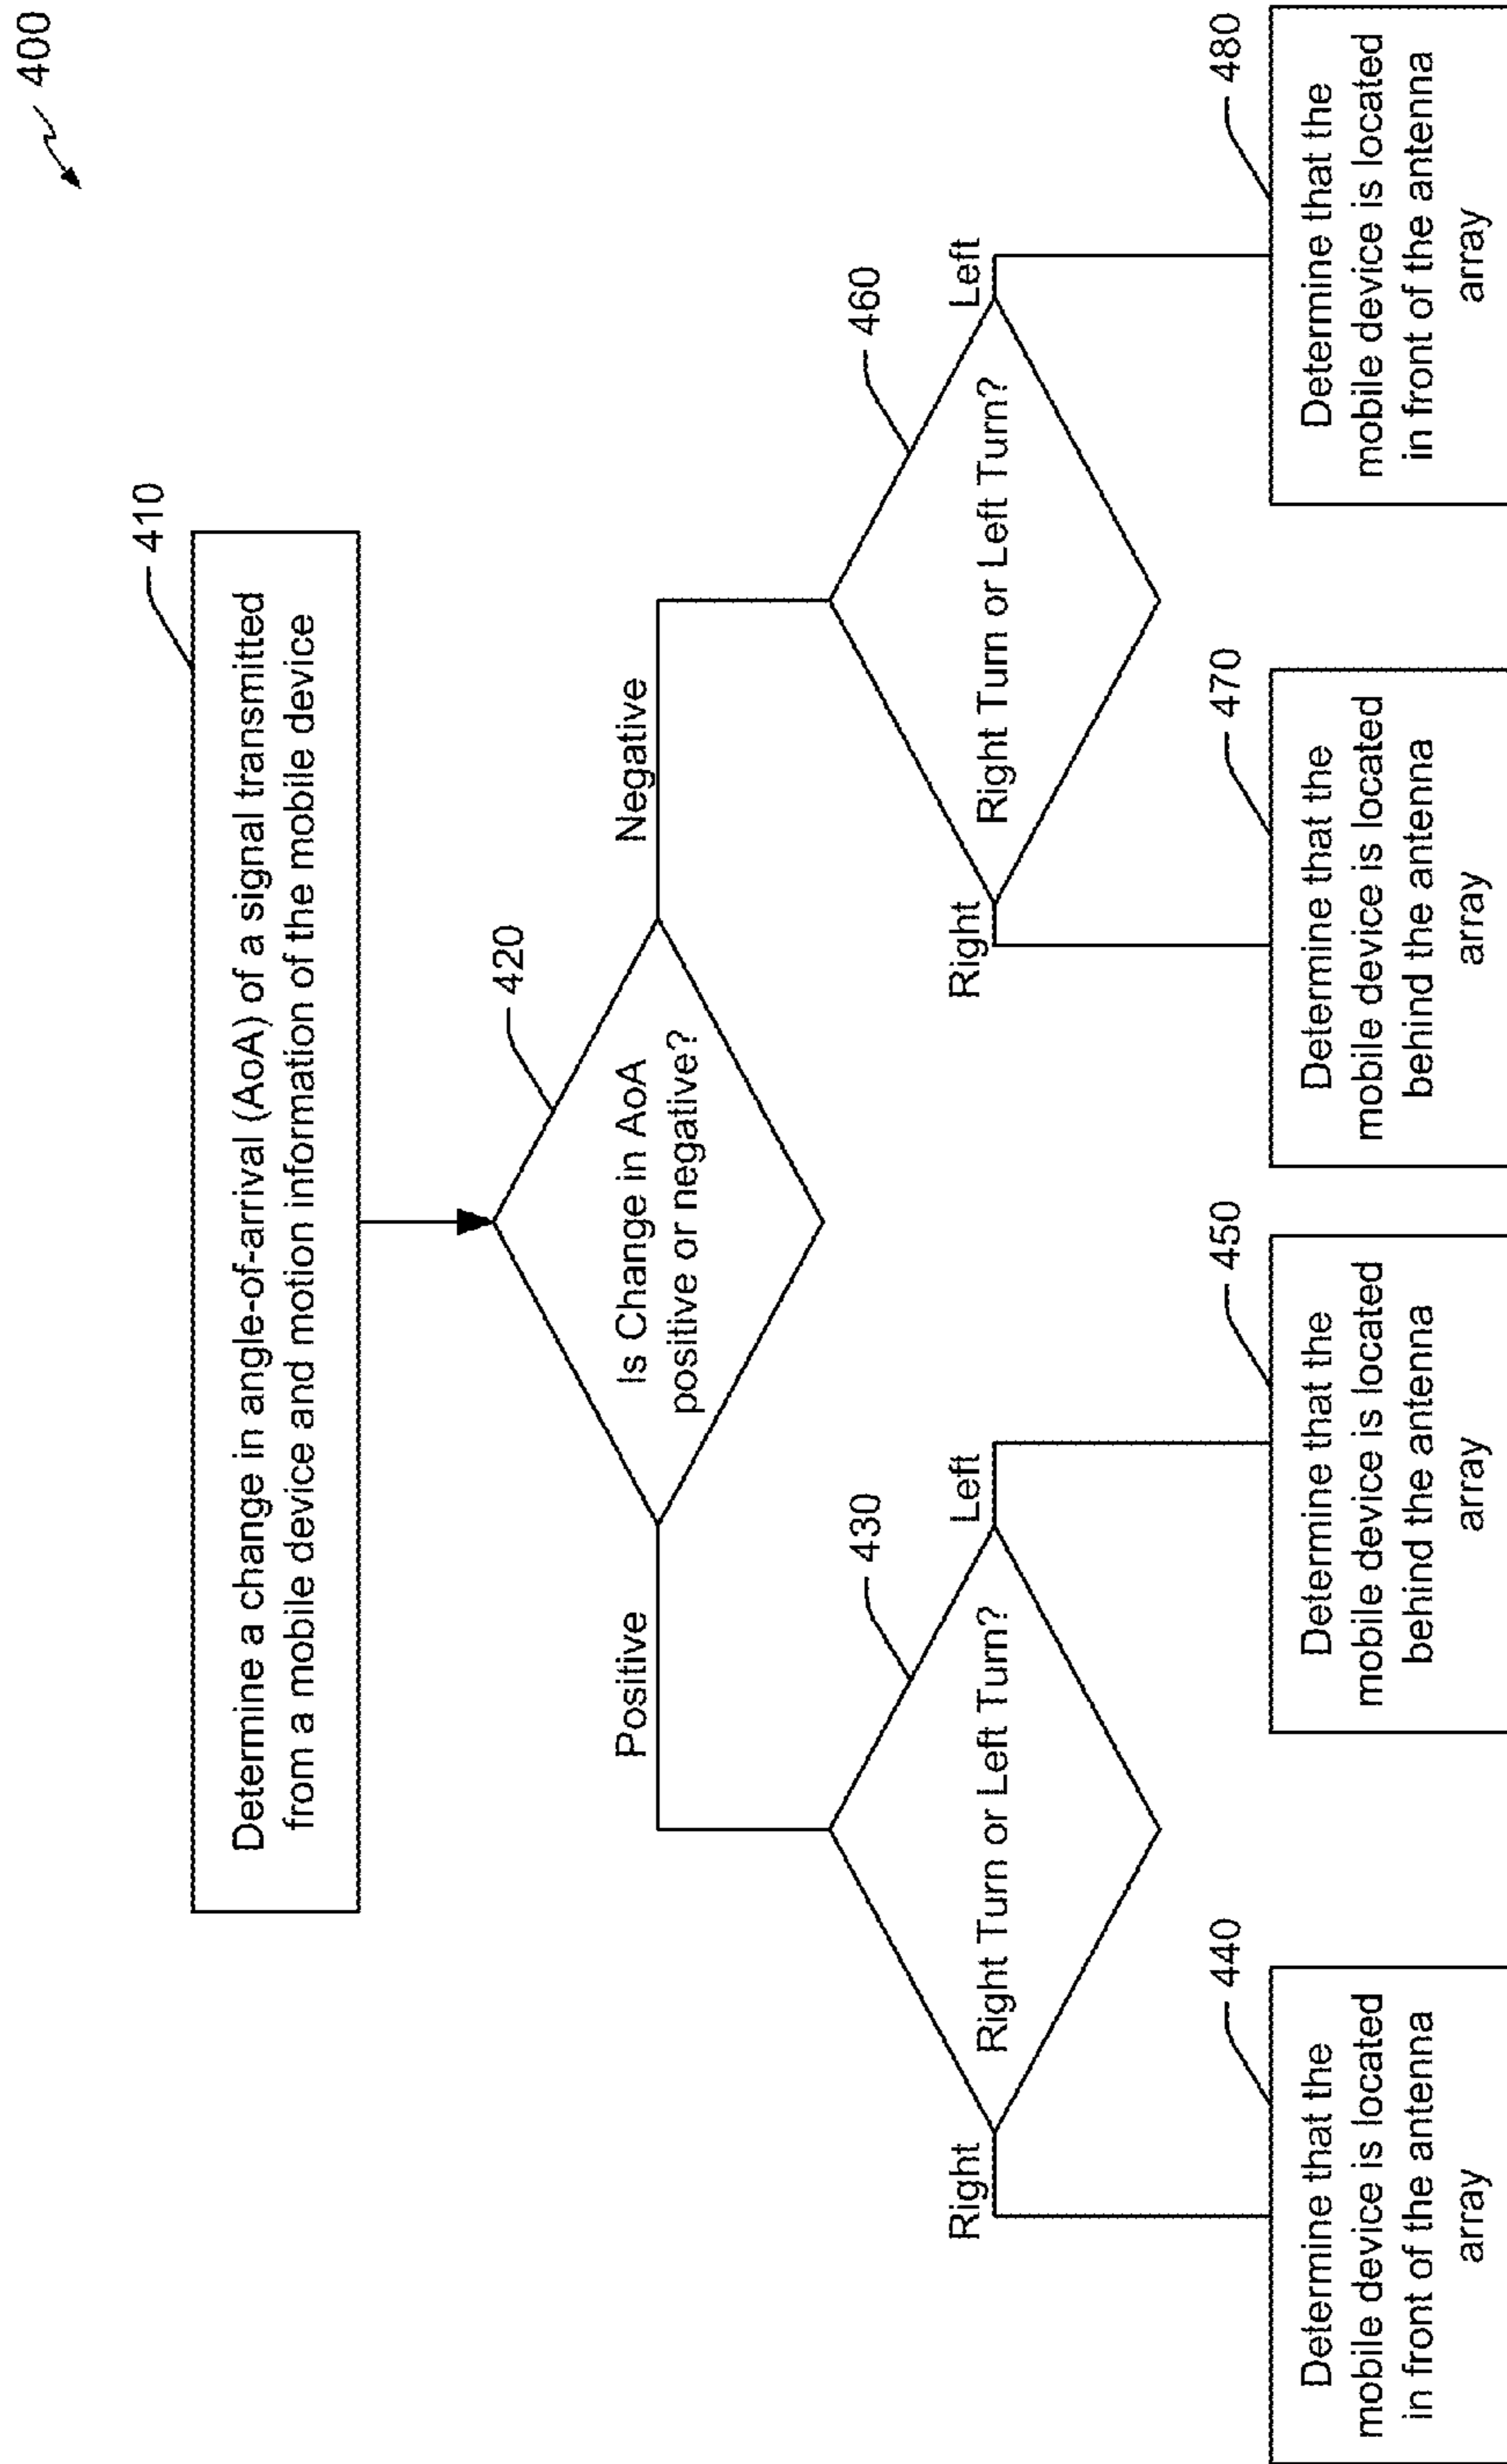 400
410
Determine a change in angle-of-arrival (AoA) of a signal transmitted
from a mobile device and motion information of the mobile device
420
Is Change in AoA
positive or negative?
Positive
Negative
430
Right Turn or Left Turn?
Right
Left
460
Right Turn or Left Turn?
Right
Left
440
Determine that the
mobile device is located
in front of the antenna
array
450
Determine that the
mobile device is located
behind the antenna
array
470
Determine that the
mobile device is located
behind the antenna
array
480
Determine that the
mobile device is located
in front of the antenna
array